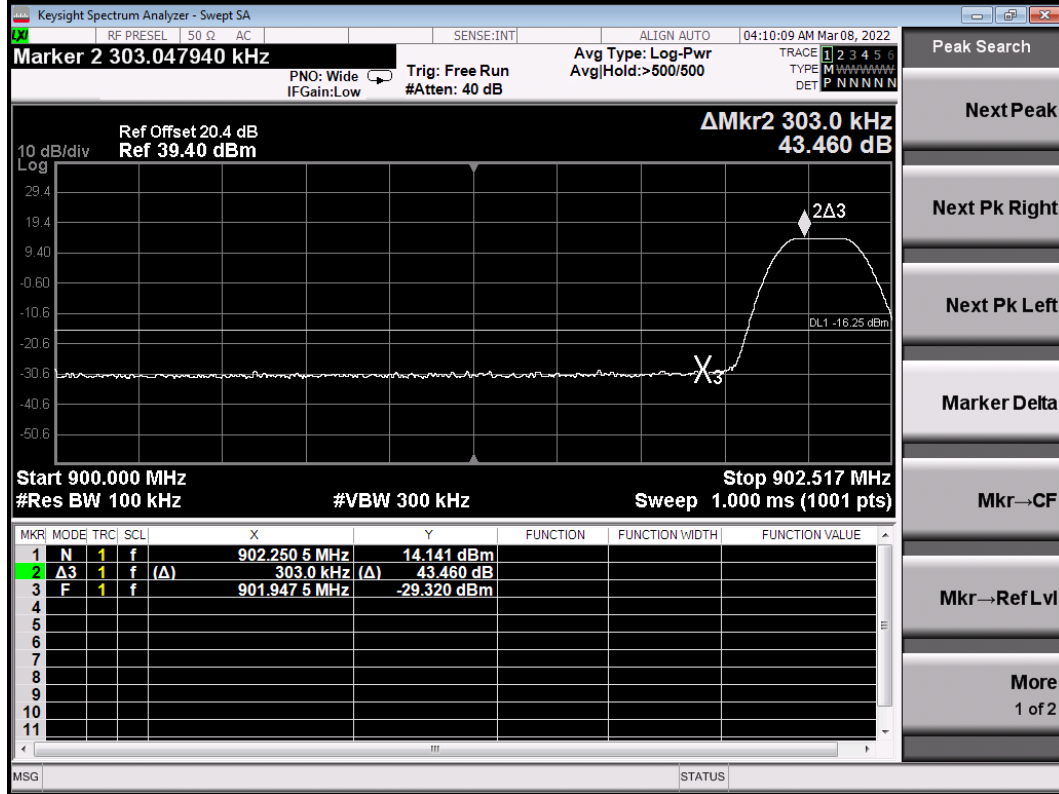 Keysight Spectrum Analyzer - Swept SA
LXI RF PRESEL 50 Ω AC SENSE:INT ALIGN AUTO 04:10:09 AM Mar 08, 2022
Marker 2 303.047940 kHz
PNO: Wide
IFGain:Low
Trig: Free Run
#Atten: 40 dB
Avg Type: Log-Pwr
Avg|Hold:>500/500
TRACE 1 2 3 4 5 6
TYPE M WWWWW
DET P N N N N N
Peak Search
Next Peak
Next Pk Right
Next Pk Left
Marker Delta
Mkr→CF
Mkr→Ref Lvl
More
1 of 2
ΔMkr2 303.0 kHz
43.460 dB
Ref Offset 20.4 dB
10 dB/div Ref 39.40 dBm
Log
29.4
19.4
9.40
-0.60
-10.6
-20.6
-30.6
-40.6
-50.6
2Δ3
DL1 -16.25 dBm
X3
Start 900.000 MHz Stop 902.517 MHz
#Res BW 100 kHz #VBW 300 kHz Sweep 1.000 ms (1001 pts)
MKR MODE TRC SCL X Y FUNCTION FUNCTION WIDTH FUNCTION VALUE
1 N 1 f 902.250 5 MHz 14.141 dBm
2 Δ3 1 f (Δ) 303.0 kHz (Δ) 43.460 dB
3 F 1 f 901.947 5 MHz -29.320 dBm
4
5
6
7
8
9
10
11
MSG STATUS